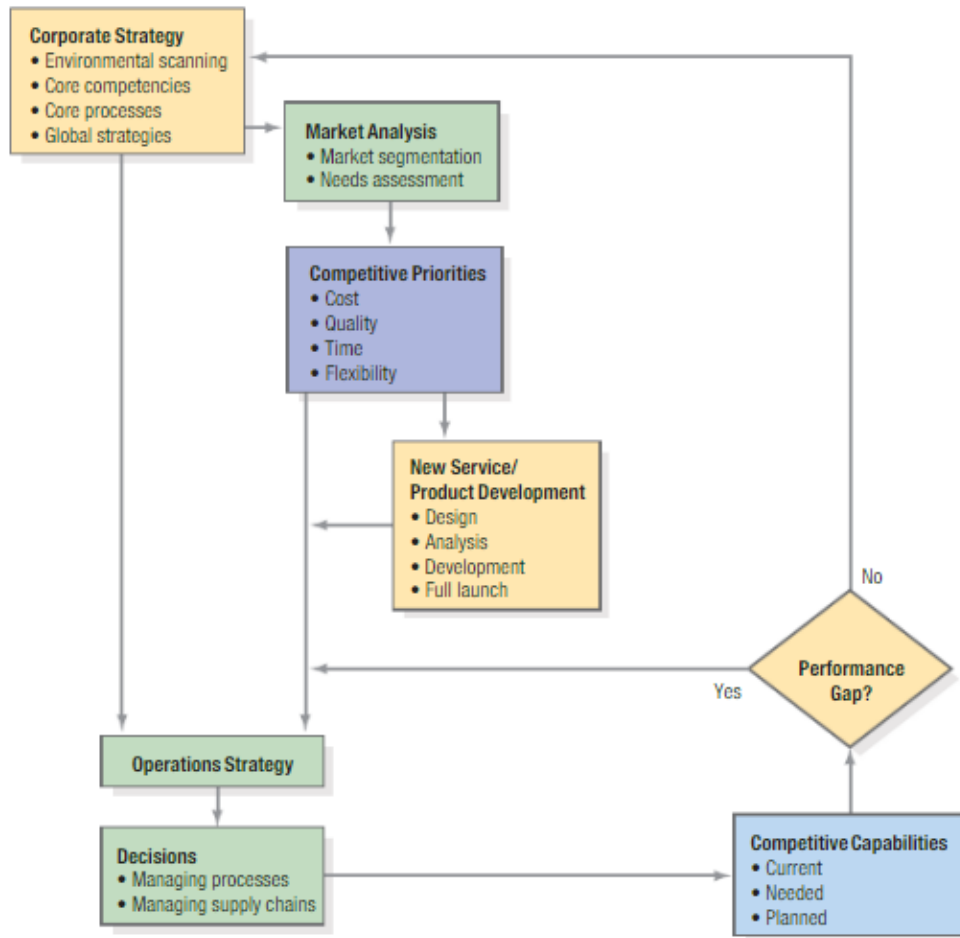 Corporate Strategy
• Environmental scanning
• Core competencies
• Core processes
• Global strategies
Market Analysis
• Market segmentation
• Needs assessment
Competitive Priorities
• Cost
• Quality
• Time
• Flexibility
New Service/
Product Development
• Design
• Analysis
• Development
• Full launch
No
Performance
Gap?
Yes
Operations Strategy
Decisions
• Managing processes
• Managing supply chains
Competitive Capabilities
• Current
• Needed
• Planned